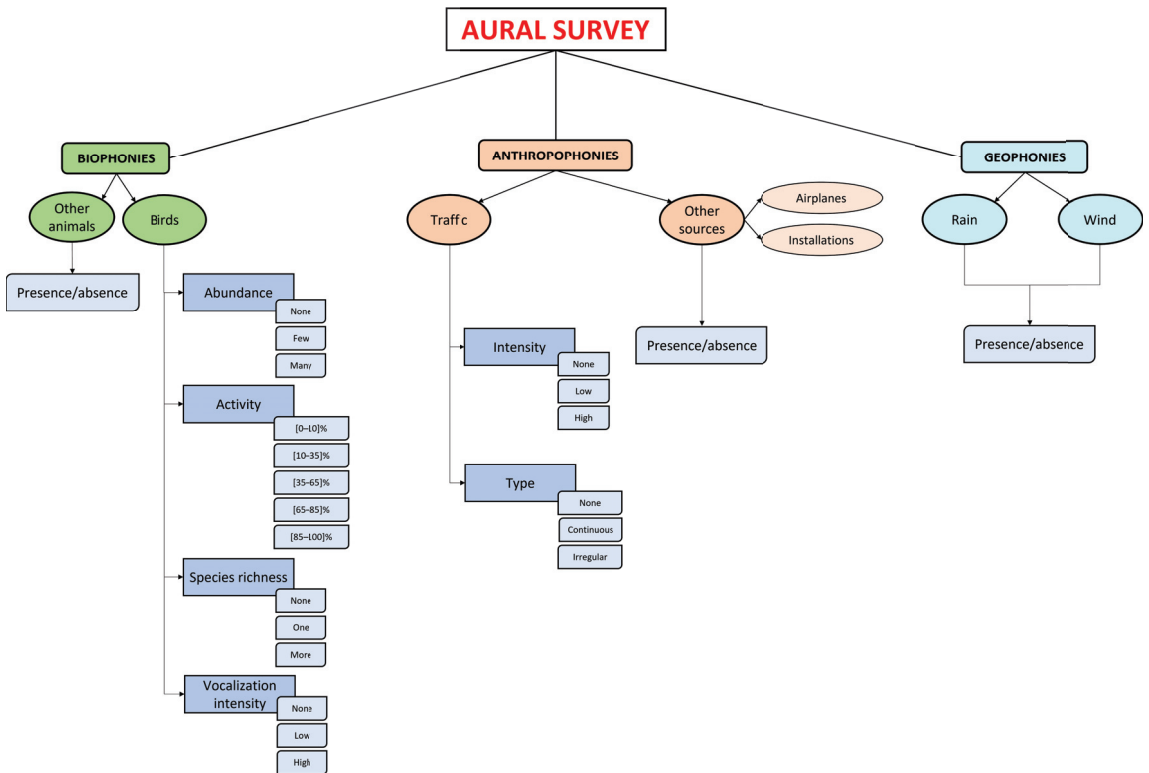 AURAL SURVEY
BIOPHONIES
ANTHROPOPHONIES
GEOPHONIES
Other
animals
Birds
Traffc
Other
sources
Airplanes
Installations
Rain
Wind
Presence/absence
Abundance
None
Few
Many
Activity
[0–10]%
[10-35]%
[35-65]%
[65-85]%
[85–100]%
Species richness
None
One
More
Vocalization
intensity
None
Low
High
Intensity
None
Low
High
Type
None
Continuous
Irregular
Presence/absence
Presence/absence